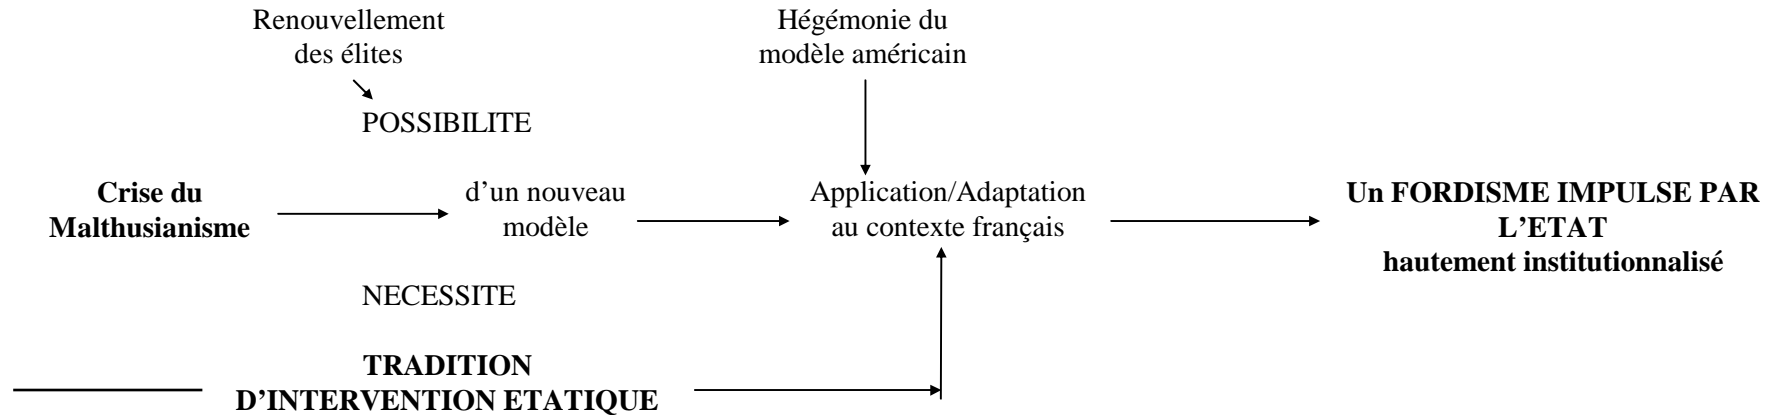 Renouvellement
des élites
Hégémonie du
modèle américain
POSSIBILITE
Crise du
Malthusianisme
d’un nouveau
modèle
Application/Adaptation
au contexte français
Un FORDISME IMPULSE PAR
L’ETAT
hautement institutionnalisé
NECESSITE
TRADITION
D’INTERVENTION ETATIQUE